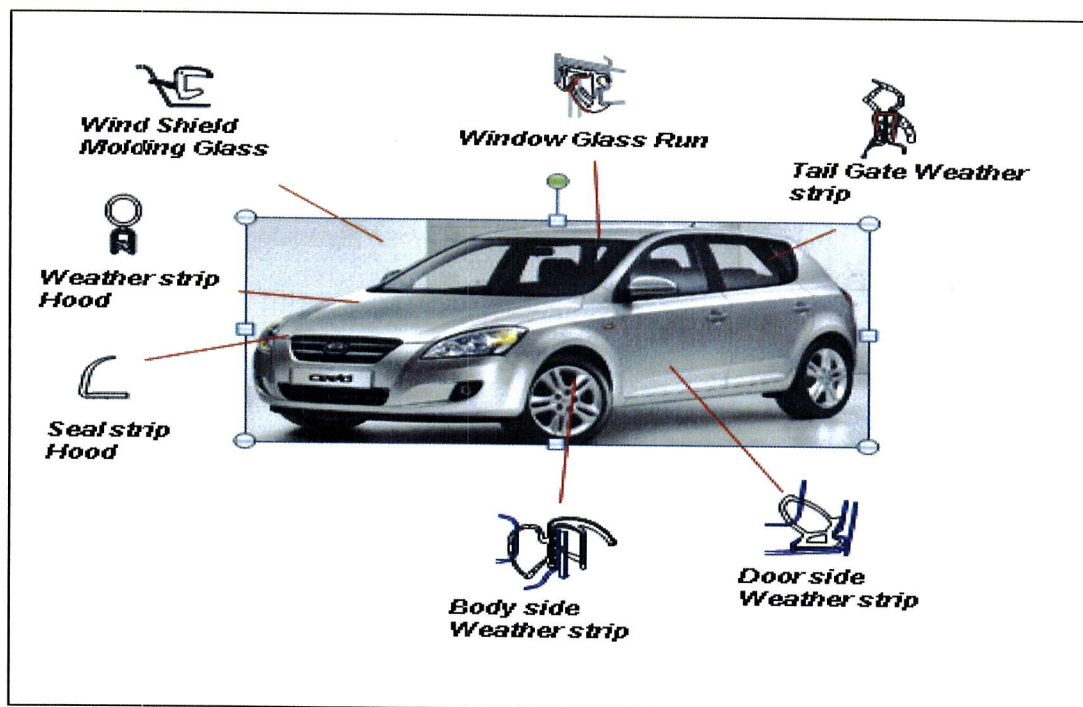 Wind Shield
Molding Glass
Window Glass Run
Tail Gate Weather
strip
Weather strip
Hood
Seal strip
Hood
Body side
Weather strip
Door side
Weather strip